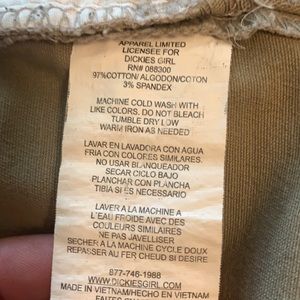 APPAREL LIMITED
LICENSEE FOR
DICKIES GIRL
RN# 088300
97%COTTON/ ALGODÓN/COTON
3% SPANDEX
MACHINE COLD WASH WITH
LIKE COLORS, DO NOT BLEACH
TUMBLE DRY LOW
WARM IRON AS NEEDED
LAVAR EN LAVADORA CON AGUA
FRIA CON COLORES SIMILARES.
NO USAR BLANQUEADOR
SECAR CICLO BAJO
PLANCHAR CON PLANCHA
TIBIA SI ES NECESARIO
LAVER A LA MACHINE A
L'EAU FROIDE AVEC DES
COULEURS SIMILAIRES
NE PAS JAVELLISER
SECHER A LA MACHINE CYCLE DOUX
REPASSER AU FER CHAUD SI DESIRE
877-746-1988
WWW.DICKIESGIRL.COM
MADE IN VIETNAM/HECHO EN VIETNAM